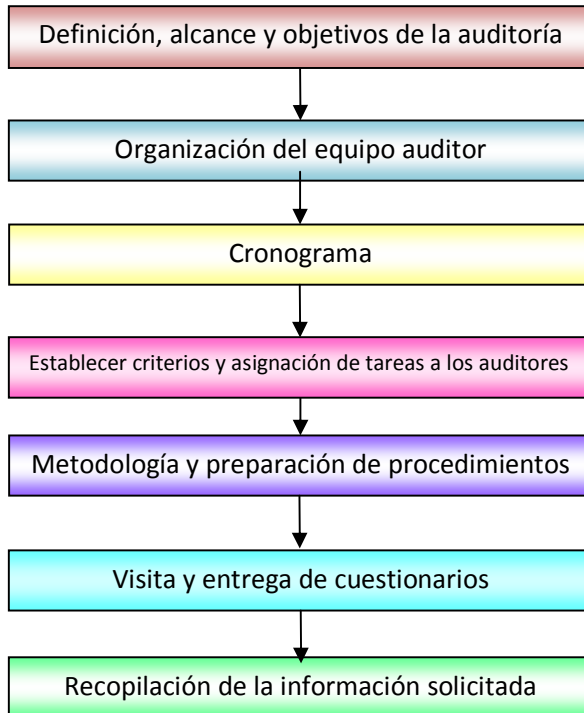 Definición, alcance y objetivos de la auditoría
Organización del equipo auditor
Cronograma
Establecer criterios y asignación de tareas a los auditores
Metodología y preparación de procedimientos
Visita y entrega de cuestionarios
Recopilación de la información solicitada